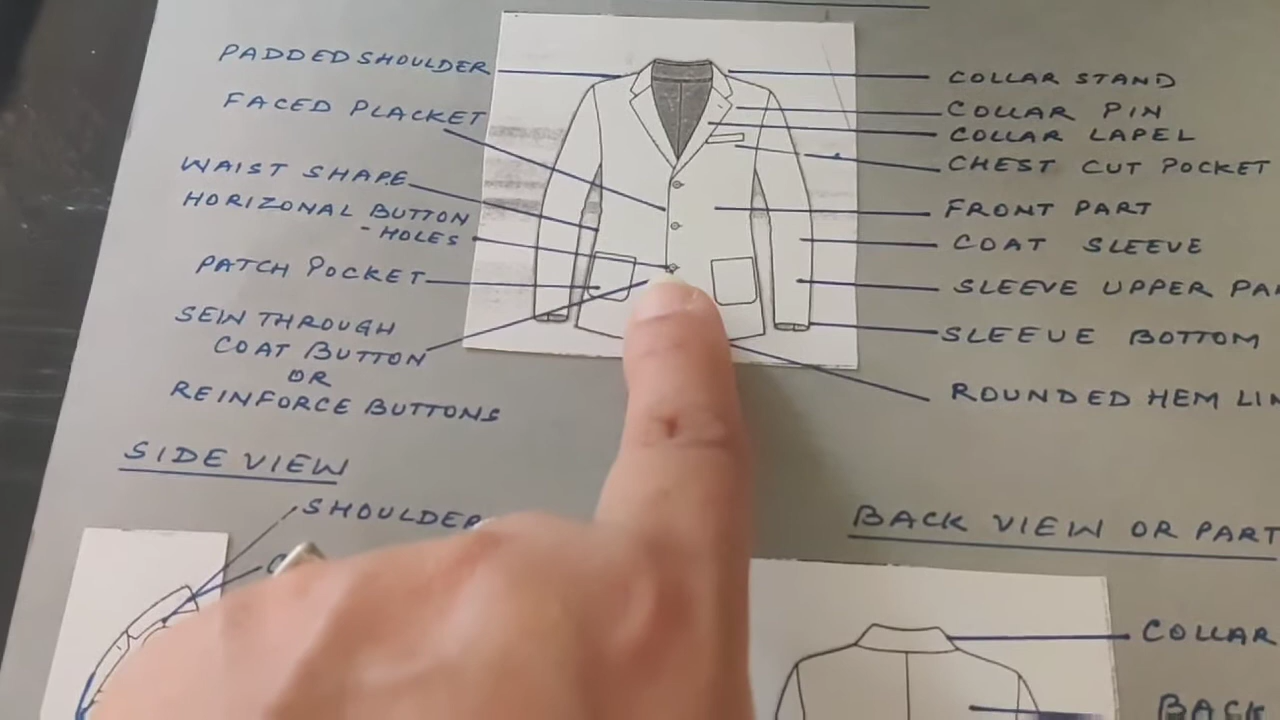 PADDED SHOULDER
FACED PLACKET
WAIST SHAPE
HORIZONAL BUTTON
- HOLES
PATCH POCKET
SEW THROUGH
COAT BUTTON
OR
REINFORCE BUTTONS
COLLAR STAND
COLLAR PIN
COLLAR LAPEL
CHEST CUT POCKET
FRONT PART
COAT SLEEVE
SLEEVE UPPER PA
SLEEVE BOTTOM
ROUNDED HEM LIN
SIDE VIEW
SHOULDER
BACK VIEW OR PART
COLLAR
BACK